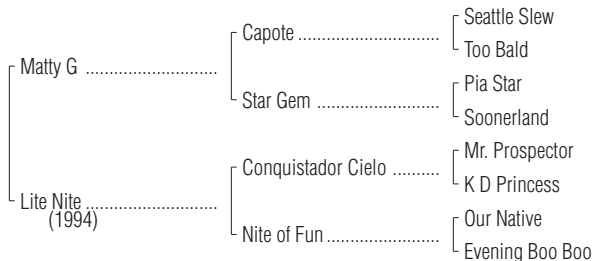 Seattle Slew
Capote ..............................
Too Bald
Matty G ............................
Pia Star
Star Gem ..........................
Soonerland
Mr. Prospector
Conquistador Cielo ..........
K D Princess
Lite Nite ............................
(1994)
Our Native
Nite of Fun ........................
Evening Boo Boo